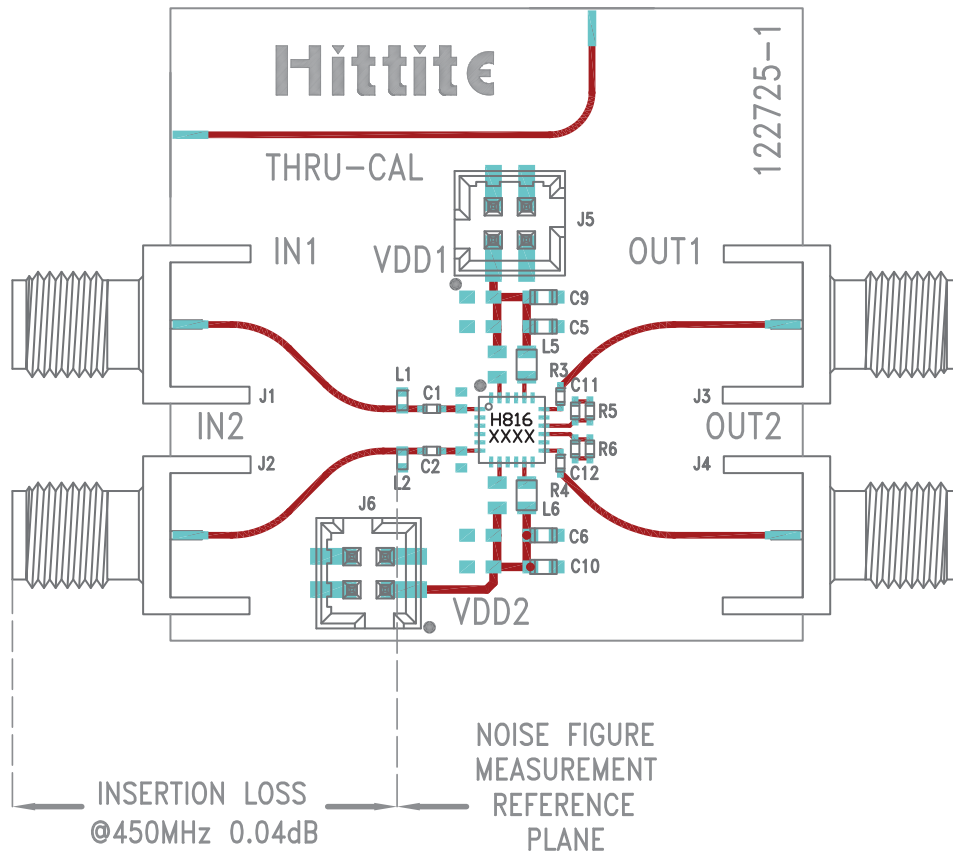 Hittite
122725-1
THRU-CAL
J5
IN1
VDD1
OUT1
C9
C5
L5
L1
C1
R3
C11
J1
J3
R5
IN2
H816
XXXX
OUT2
R6
J2
L2
C2
C12
R4
J4
L6
J6
C6
C10
VDD2
INSERTION LOSS
@450MHz 0.04dB
NOISE FIGURE
MEASUREMENT
REFERENCE
PLANE